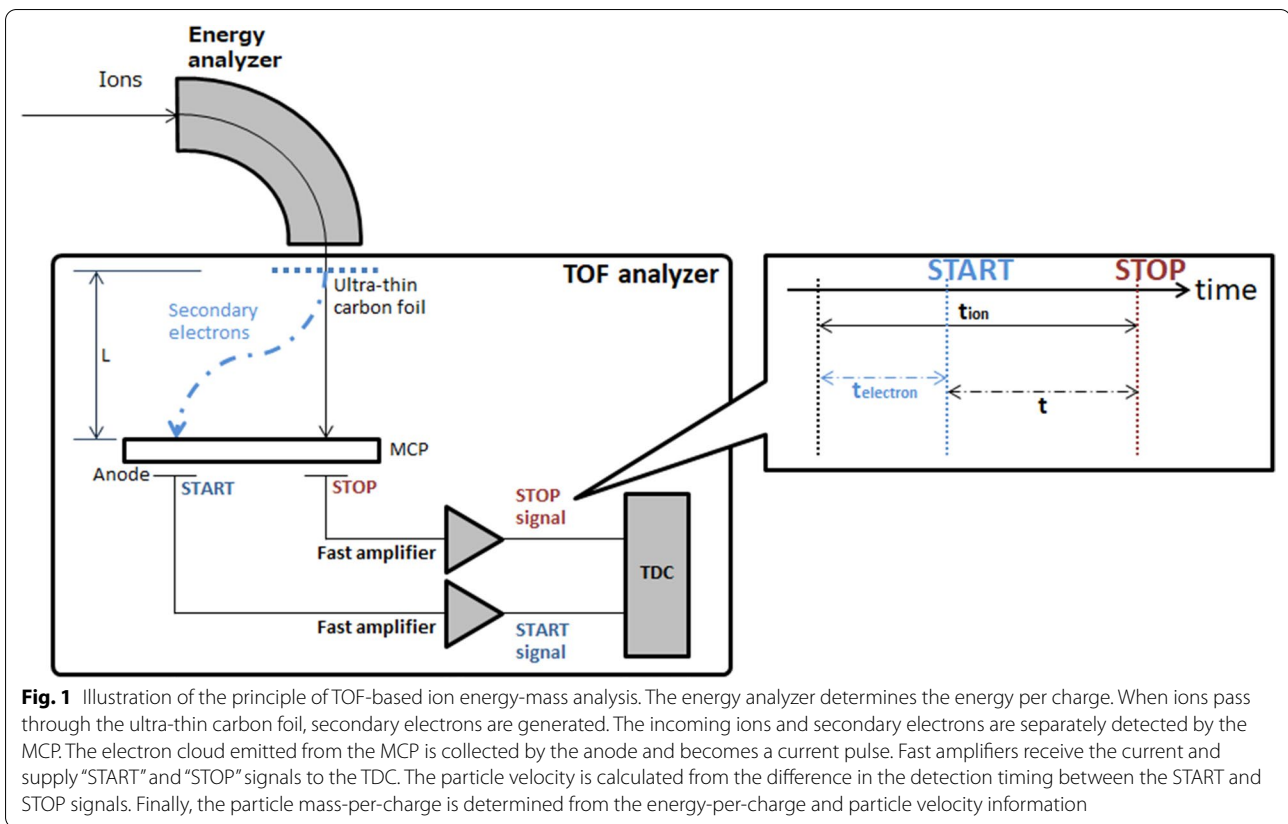 Energy
analyzer
Ions
TOF analyzer
Ultra-thin
carbon foil
Secondary
electrons
L
MCP
Anode
START
STOP
STOP
signal
Fast amplifier
TDC
Fast amplifier
START
signal
START
STOP
time
tion
telectron
t
Fig. 1 Illustration of the principle of TOF-based ion energy-mass analysis. The energy analyzer determines the energy per charge. When ions pass
through the ultra-thin carbon foil, secondary electrons are generated. The incoming ions and secondary electrons are separately detected by the
MCP. The electron cloud emitted from the MCP is collected by the anode and becomes a current pulse. Fast amplifiers receive the current and
supply “START” and “STOP” signals to the TDC. The particle velocity is calculated from the difference in the detection timing between the START and
STOP signals. Finally, the particle mass-per-charge is determined from the energy-per-charge and particle velocity information